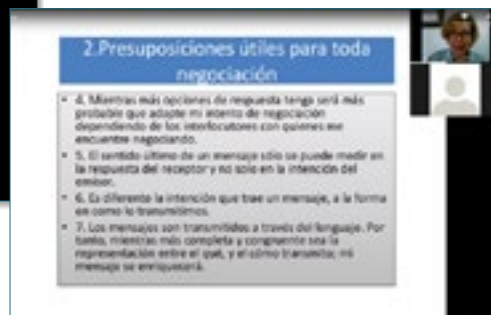 2.Presuposiciones útiles para toda
negociación
• 4. Mientras más opciones de respuesta tenga será más
probable que adapte mi intento de negociación
dependiendo de los interlocutores con quienes me
encuentre negociando.
• 5. El sentido último de un mensaje sólo se puede medir en
la respuesta del receptor y no solo en la intención del
emisor.
• 6. Es diferente la intención que trae un mensaje, a la forma
en como lo transmitimos.
• 7. Los mensajes son transmitidos a través del lenguaje. Por
tanto, mientras más completa y congruente sea la
representación entre el qué, y el cómo transmito; mi
mensaje se enriquecerá.